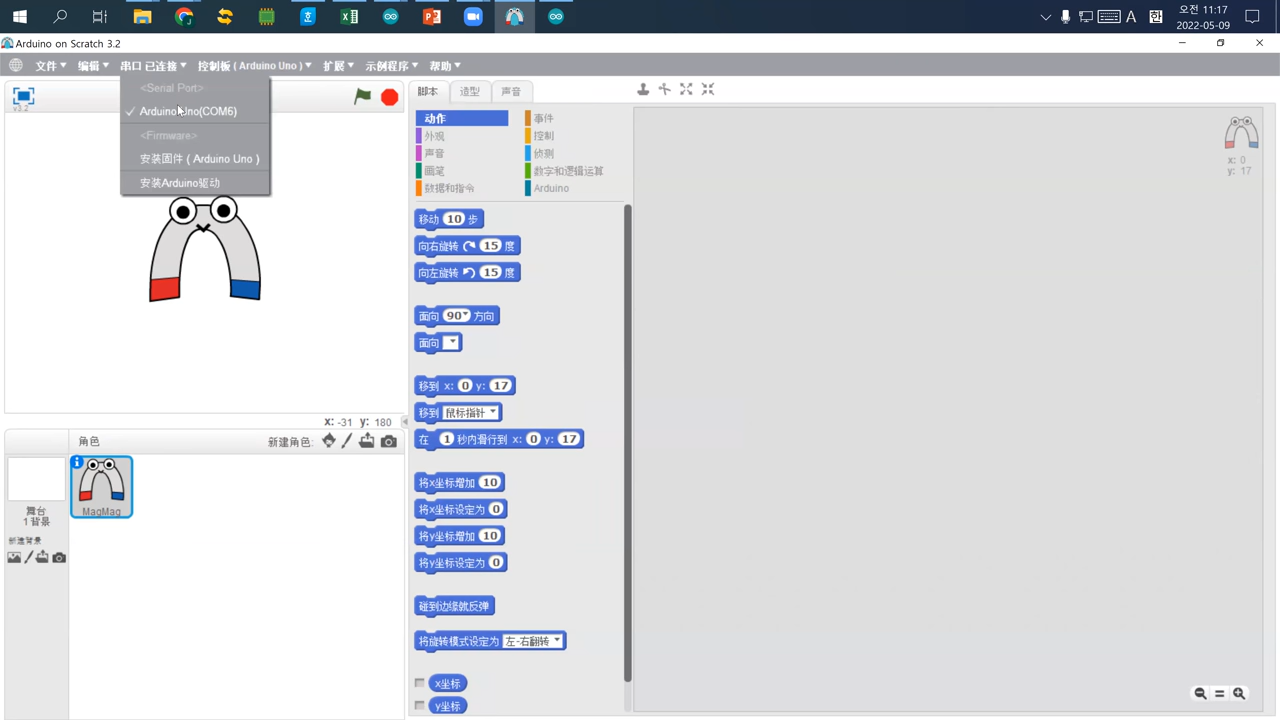 A 한 오전 11:17
2022-05-09
Arduino on Scratch 3.2
文件 编辑 串口 已连接 控制板 ( Arduino Uno ) 扩展 示例程序 帮助
<Serial Port>
Arduino Uno(COM6)
<Firmware>
安装固件 ( Arduino Uno )
安装Arduino驱动
v3.2
脚本 造型 声音
动作 事件
外观 控制
声音 侦测
画笔 数字和逻辑运算
数据和指令 Arduino
移动 10 步
向右旋转 15 度
向左旋转 15 度
面向 90 方向
面向
移到 x: 0 y: 17
移到 鼠标指针
在 1 秒内滑行到 x: 0 y: 17
将x坐标增加 10
将x坐标设定为 0
将y坐标增加 10
将y坐标设定为 0
碰到边缘就反弹
将旋转模式设定为 左-右翻转
x坐标
y坐标
x: 0
y: 17
x: -31 y: 180
角色 新建角色:
MagMag
舞台
1 背景
新建背景